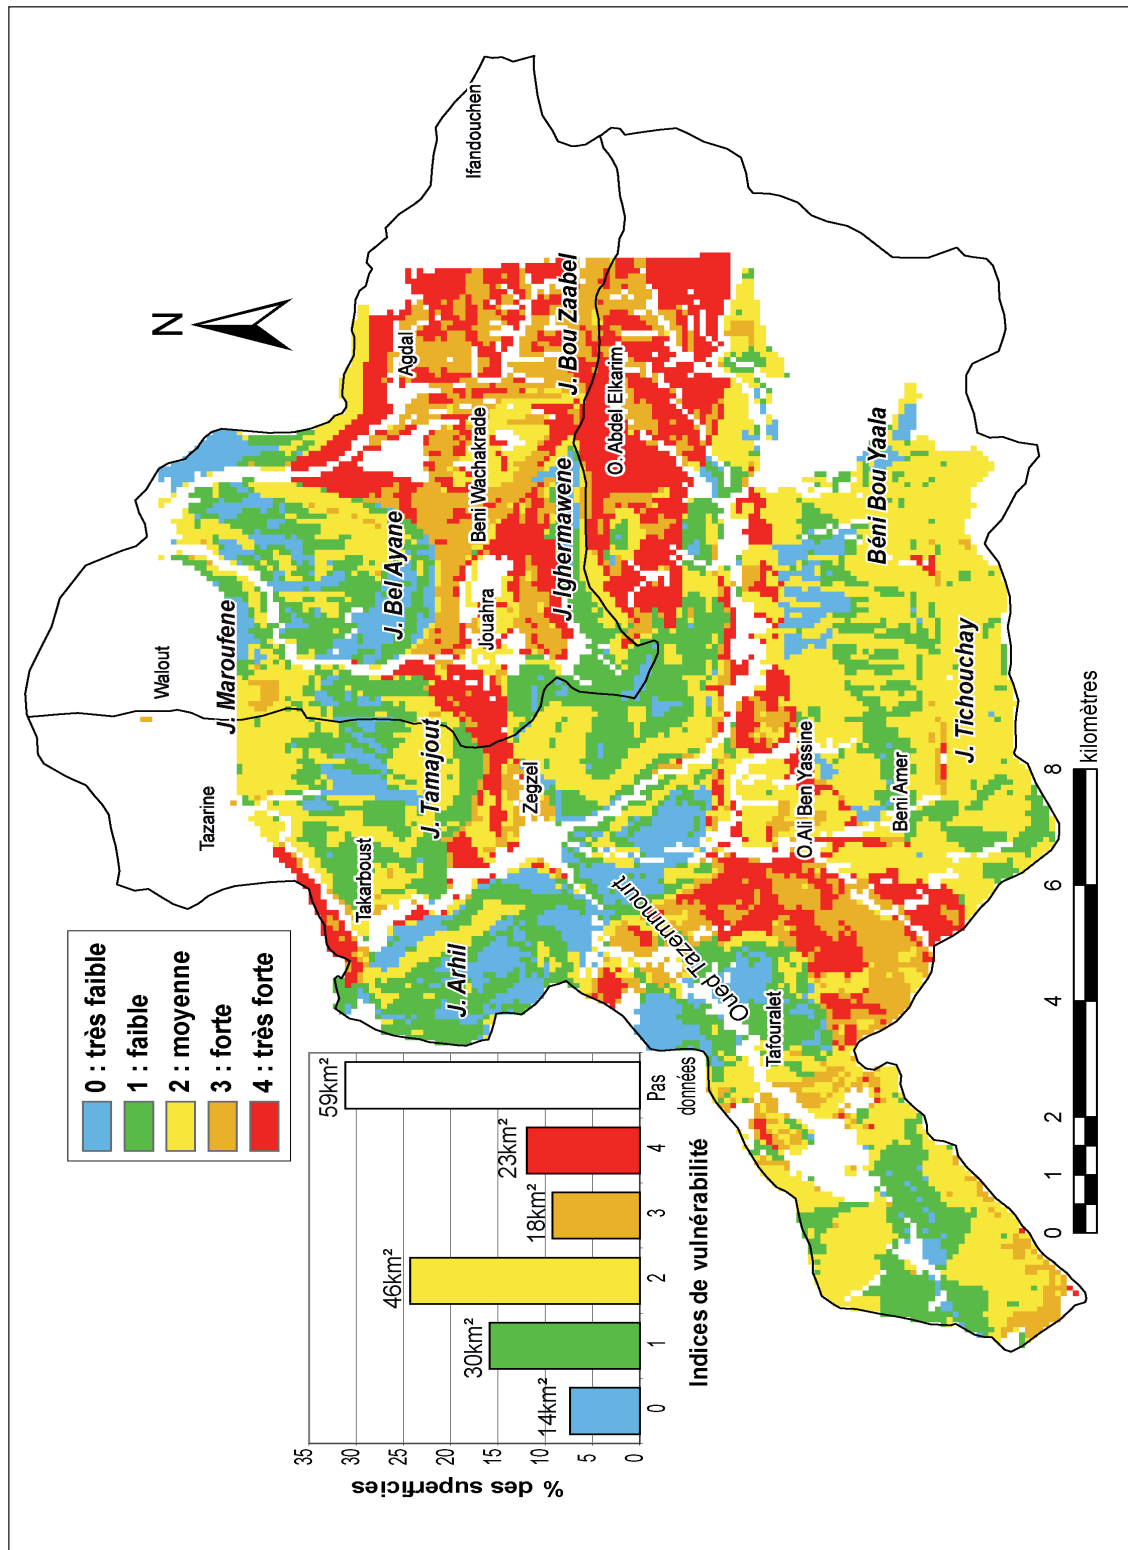 N
0 : très faible
1 : faible
2 : moyenne
3 : forte
4 : très forte
Walout
Tazarine
J. Maroufene
Ifandouchen
Agdal
J. Bel Ayane
Beni Wachakrade
J. Bou Zaabel
Takarboust
J. Tamajout
Jouahra
J. Ighermawene
O. Abdel Elkarim
J. Arhil
Zegzel
Oued Tazemmourt
Tafouralet
O.Ali Ben Yassine
Béni Bou Yaala
Beni Amer
J. Tichouchay
% des superficies
35
30
25
20
15
10
5
0
14km²
30km²
46km²
18km²
23km²
59km²
0
1
2
3
4
Pas
données
Indices de vulnérabilité
0
1
2
4
6
8
kilomètres